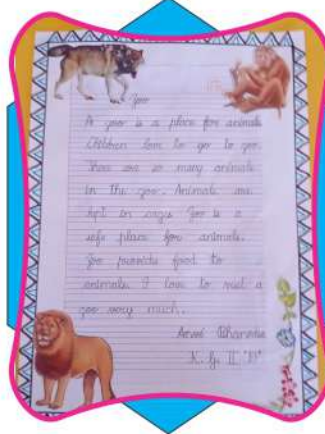 Zoo
A zoo is a place for animals
Children love to go to zoo.
There are so many animals
in the zoo. Animals are
kept in cages Zoo is a
safe place for animals.
Zoo provides food to
animals. I love to visit a
zoo very much.
K. G. II "B"